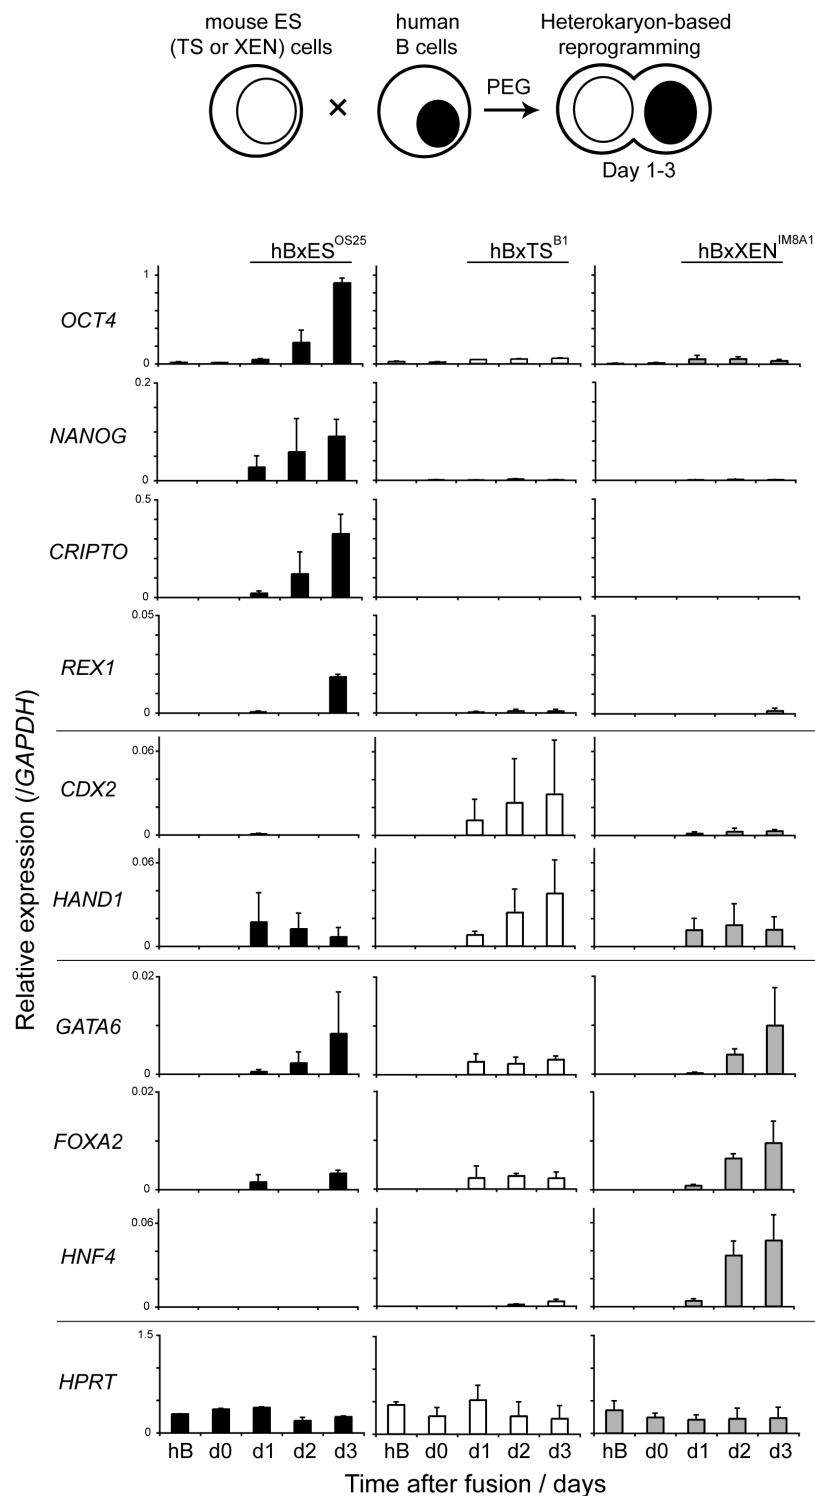 mouse ES
(TS or XEN) cells
×
human
B cells
PEG
Heterokaryon-based
reprogramming
Day 1-3
hBxES^OS25
hBxTS^B1
hBxXEN^IM8A1
OCT4
1
0
NANOG
0.2
0
CRIPTO
0.5
0
REX1
0.05
0
CDX2
0.06
0
HAND1
0.06
0
GATA6
0.02
0
FOXA2
0.02
0
HNF4
0.06
0
HPRT
1.5
0
Relative expression (/GAPDH)
hB d0 d1 d2 d3
hB d0 d1 d2 d3
hB d0 d1 d2 d3
Time after fusion / days